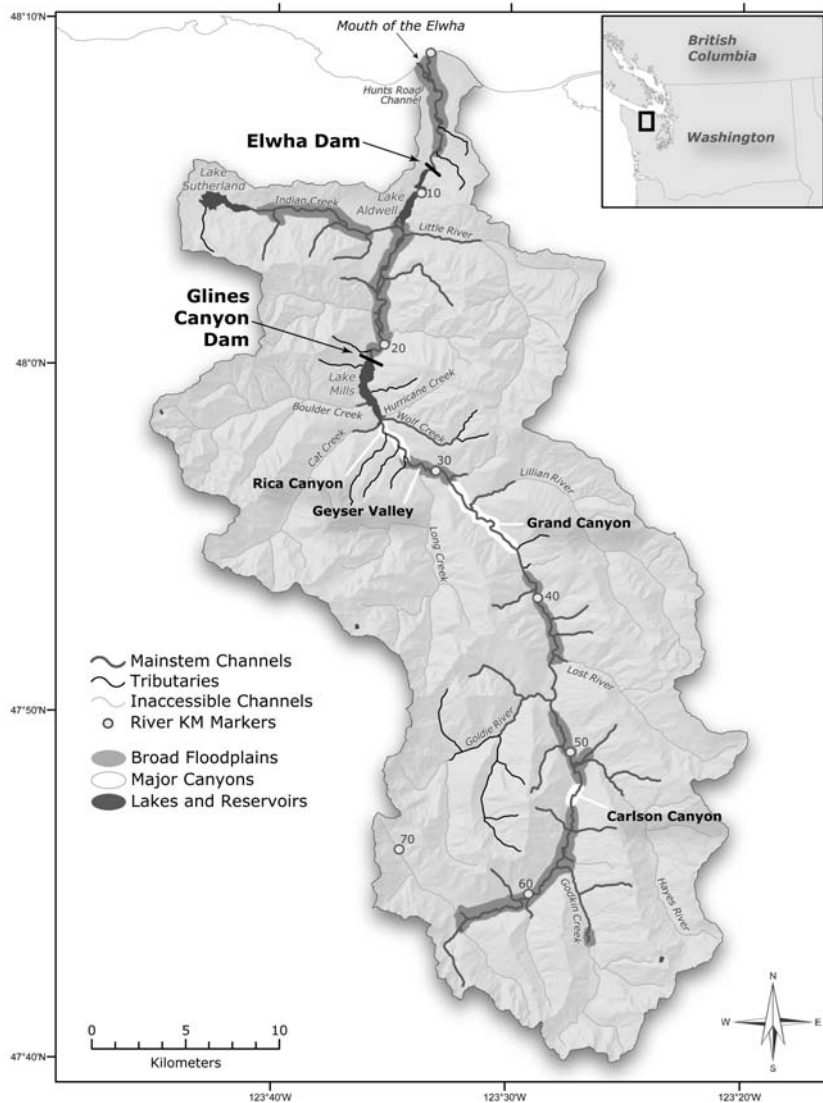 48°10'N
Mouth of the Elwha
British
Columbia
Washington
Hunts Road
Channel
Elwha Dam
Lake
Sutherland
Indian Creek
Lake
Aldwell
10
Little River
Glines
Canyon
Dam
20
48°0'N
Lake
Mills
Hurricane Creek
Boulder Creek
Wolf Creek
Cat Creek
30
Rica Canyon
Lillian River
Geyser Valley
Grand Canyon
Long Creek
40
Mainstem Channels
Tributaries
Inaccessible Channels
River KM Markers
Lost River
47°50'N
Goldie River
50
Broad Floodplains
Major Canyons
Lakes and Reservoirs
Carlson Canyon
70
60
Godkin Creek
Hayes River
0 5 10
Kilometers
N
W E
S
47°40'N
123°40'W 123°30'W 123°20'W